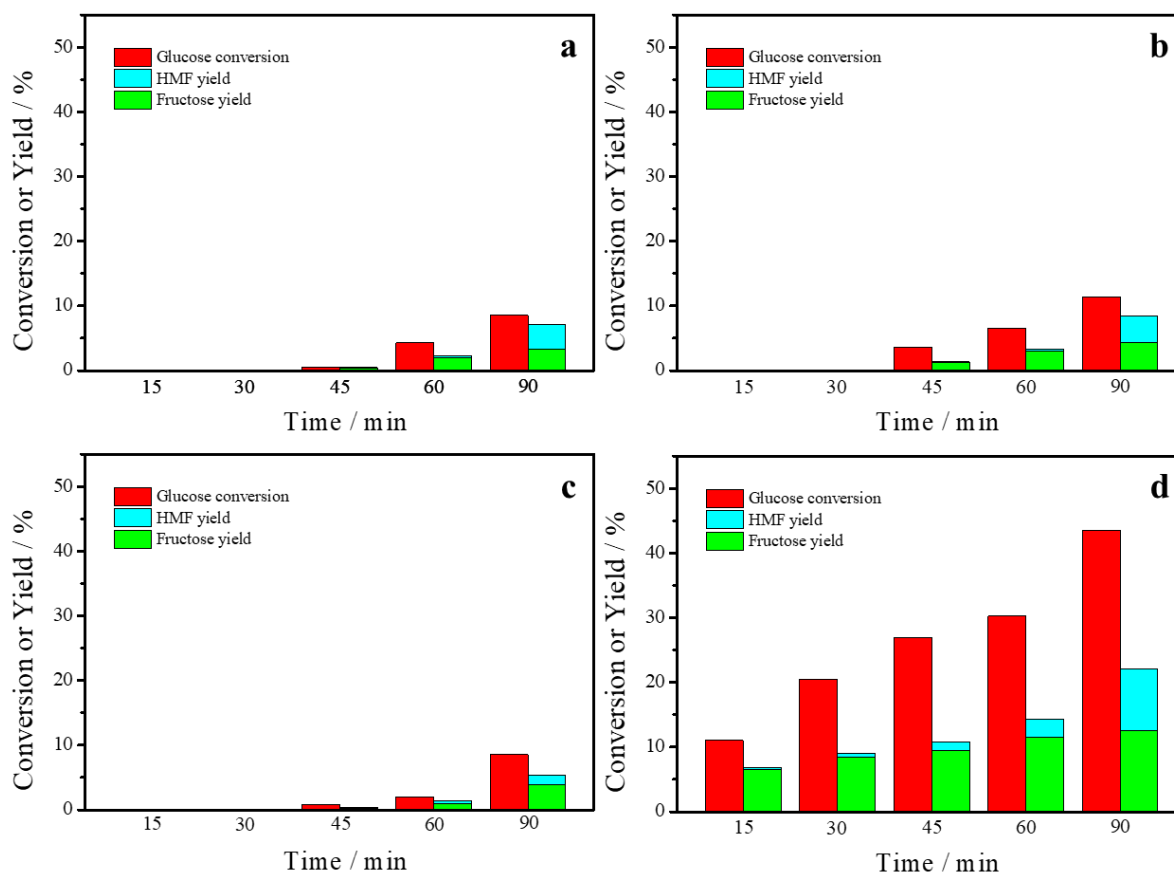 a
Glucose conversion
HMF yield
Fructose yield
Conversion or Yield / %
50
40
30
20
10
0
15 30 45 60 90
Time / min
b
Glucose conversion
HMF yield
Fructose yield
Conversion or Yield / %
50
40
30
20
10
0
15 30 45 60 90
Time / min
c
Glucose conversion
HMF yield
Fructose yield
Conversion or Yield / %
50
40
30
20
10
0
15 30 45 60 90
Time / min
d
Glucose conversion
HMF yield
Fructose yield
Conversion or Yield / %
50
40
30
20
10
0
15 30 45 60 90
Time / min